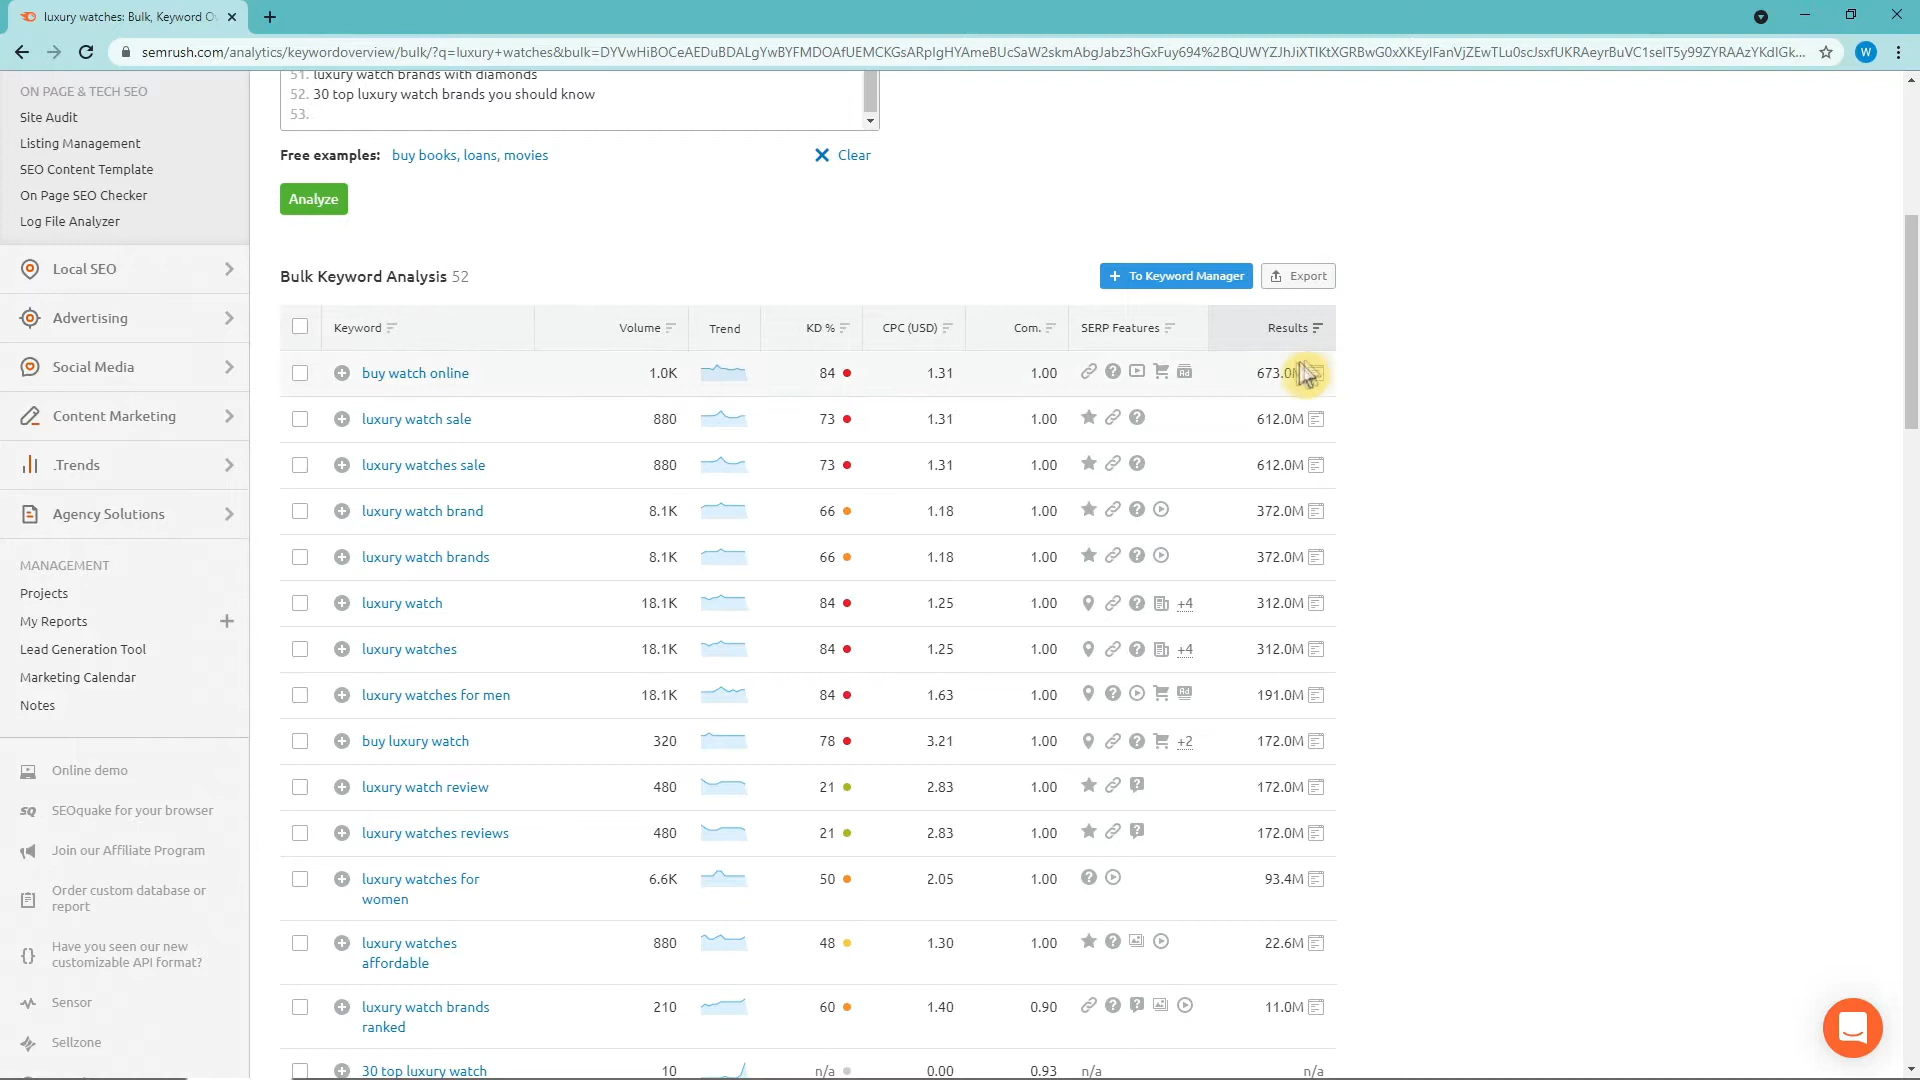 luxury watches: Bulk, Keyword O
semrush.com/analytics/keywordoverview/bulk/?q=luxury+watches&bulk=
W
51. luxury watch brands with diamonds
52. 30 top luxury watch brands you should know
53.
Free examples: buy books, loans, movies
Clear
Analyze
ON PAGE & TECH SEO
Site Audit
Listing Management
SEO Content Template
On Page SEO Checker
Log File Analyzer
Local SEO
Advertising
Social Media
Content Marketing
.Trends
Agency Solutions
MANAGEMENT
Projects
My Reports
Lead Generation Tool
Marketing Calendar
Notes
Online demo
SQ SEOquake for your browser
Join our Affiliate Program
Order custom database or
report
Have you seen our new
customizable API format?
Sensor
Sellzone
Bulk Keyword Analysis 52
+ To Keyword Manager Export
Keyword Volume Trend KD % CPC (USD) Com. SERP Features Results
buy watch online 1.0K 84 1.31 1.00 Ad 673.0M
luxury watch sale 880 73 1.31 1.00 612.0M
luxury watches sale 880 73 1.31 1.00 612.0M
luxury watch brand 8.1K 66 1.18 1.00 372.0M
luxury watch brands 8.1K 66 1.18 1.00 372.0M
luxury watch 18.1K 84 1.25 1.00 +4 312.0M
luxury watches 18.1K 84 1.25 1.00 +4 312.0M
luxury watches for men 18.1K 84 1.63 1.00 Ad 191.0M
buy luxury watch 320 78 3.21 1.00 +2 172.0M
luxury watch review 480 21 2.83 1.00 172.0M
luxury watches reviews 480 21 2.83 1.00 172.0M
luxury watches for 6.6K 50 2.05 1.00 93.4M
women
luxury watches 880 48 1.30 1.00 22.6M
affordable
luxury watch brands 210 60 1.40 0.90 11.0M
ranked
30 top luxury watch 10 n/a 0.00 0.93 n/a n/a